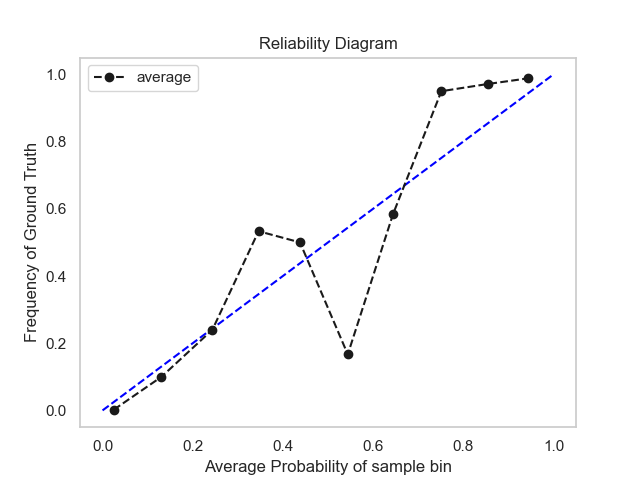 Reliability Diagram
average
1.0
0.8
0.6
0.4
0.2
0.0
Frequency of Ground Truth
0.0 0.2 0.4 0.6 0.8 1.0
Average Probability of sample bin